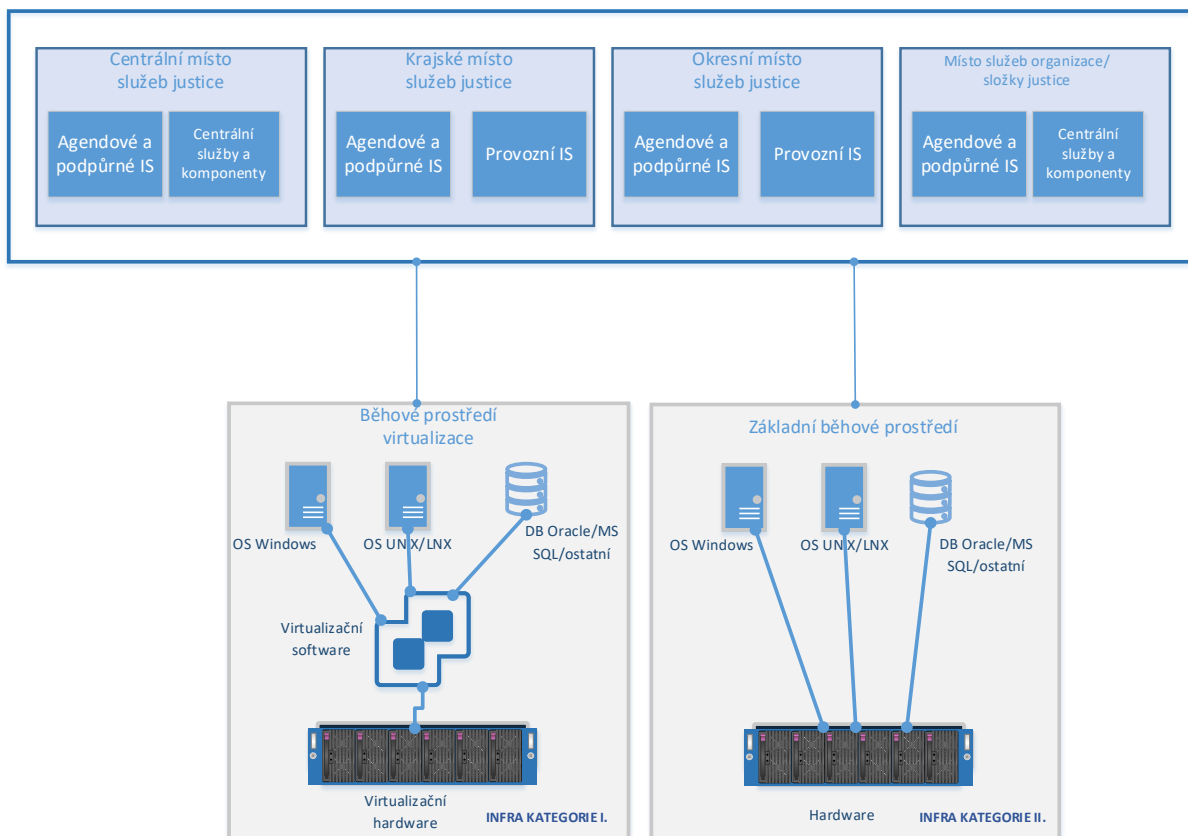 Centrální místo
služeb justice
Agendové a
podpůrné IS
Centrální
služby a
komponenty
Krajské místo
služeb justice
Agendové a
podpůrné IS
Provozní IS
Okresní místo
služeb justice
Agendové a
podpůrné IS
Provozní IS
Místo služeb organizace/
složky justice
Agendové a
podpůrné IS
Centrální
služby a
komponenty
Běhové prostředí
virtualizace
OS Windows
OS UNIX/LNX
DB Oracle/MS
SQL/ostatní
Virtualizační
software
Virtualizační
hardware
INFRA KATEGORIE I.
Základní běhové prostředí
OS Windows
OS UNIX/LNX
DB Oracle/MS
SQL/ostatní
Hardware
INFRA KATEGORIE II.